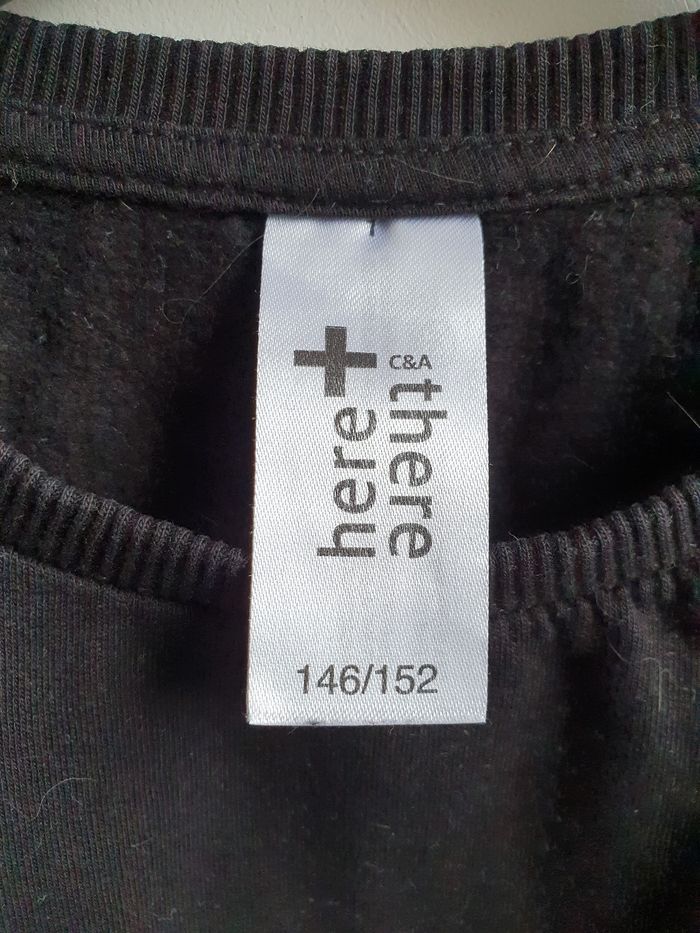 here +
C&A
there
146/152